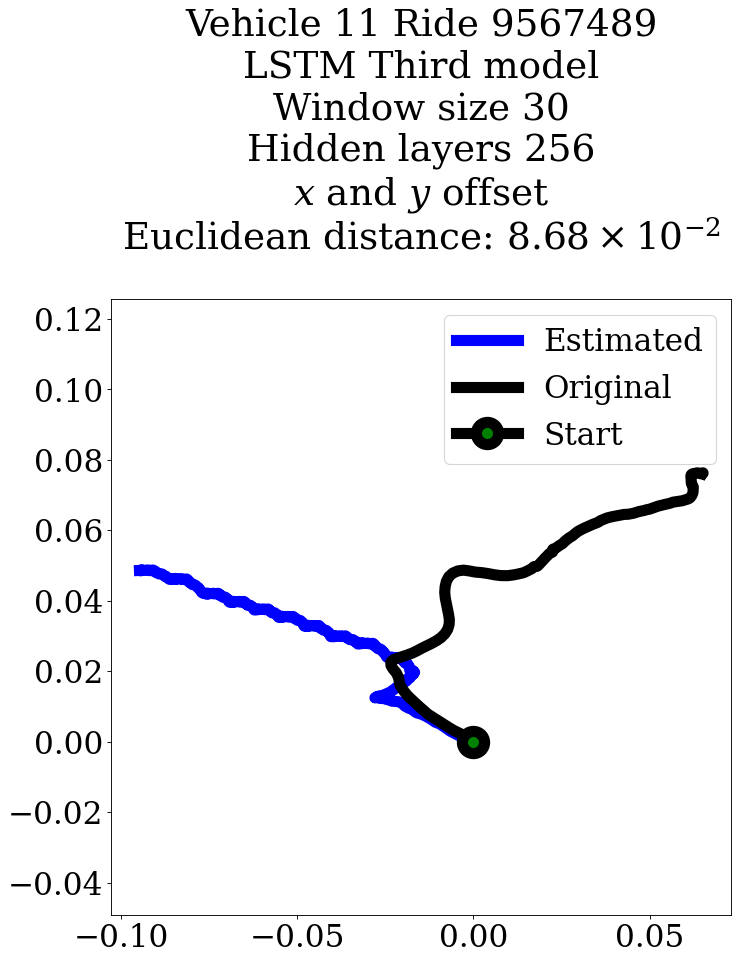 Vehicle 11 Ride 9567489
LSTM Third model
Window size 30
Hidden layers 256
x and y offset
Euclidean distance: 8.68 × 10⁻²
Estimated
Original
Start
0.12
0.10
0.08
0.06
0.04
0.02
0.00
−0.02
−0.04
−0.10 −0.05 0.00 0.05